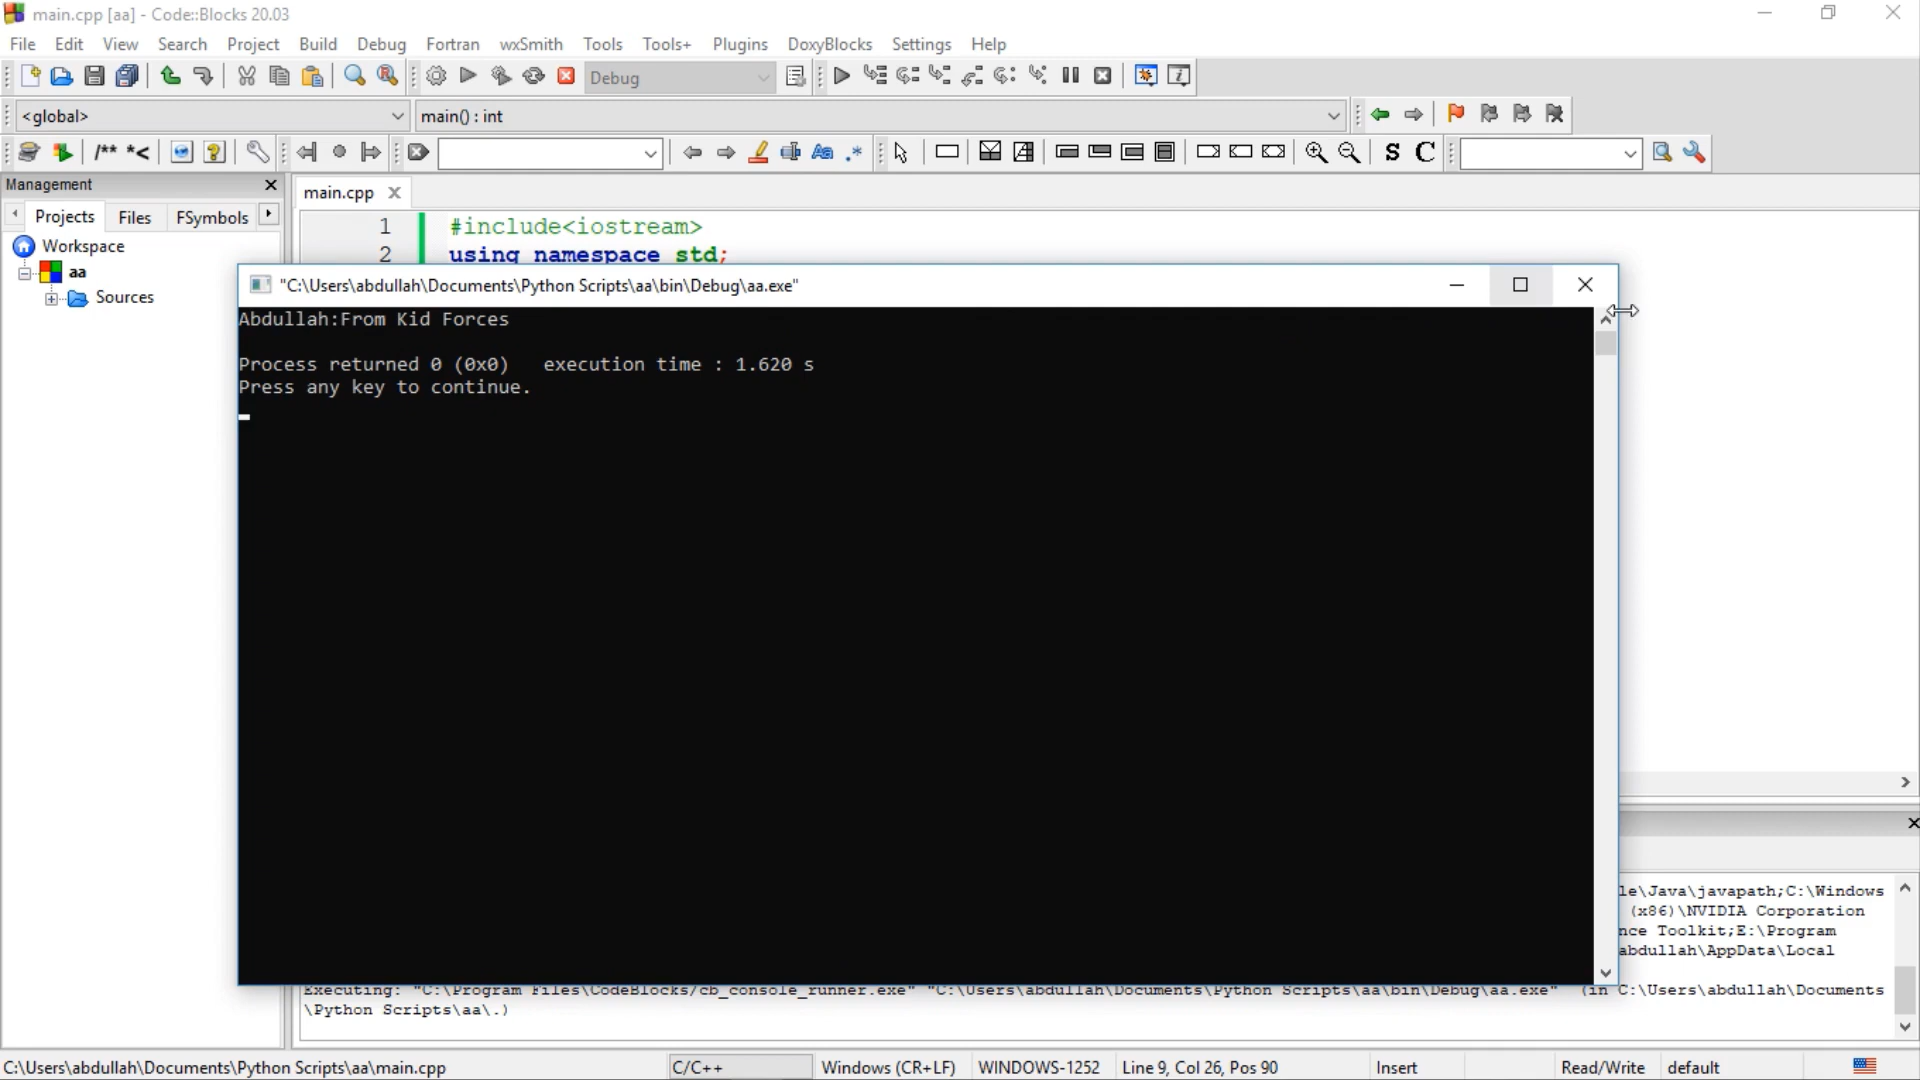 main.cpp [aa] - Code::Blocks 20.03
File Edit View Search Project Build Debug Fortran wxSmith Tools Tools+ Plugins DoxyBlocks Settings Help
Debug
<global> main() : int
/** *< Aa .* S C
Management
main.cpp
Projects Files FSymbols
1 #include<iostream>
Workspace
2 using namespace std;
aa
Sources
"C:\Users\abdullah\Documents\Python Scripts\aa\bin\Debug\aa.exe"
Abdullah:From Kid Forces
Process returned 0 (0x0) execution time : 1.620 s
Press any key to continue.
le\Java\javapath;C:\Windows
(x86)\NVIDIA Corporation
nce Toolkit;E:\Program
abdullah\AppData\Local
Executing: "C:\Program Files\CodeBlocks/cb_console_runner.exe" "C:\Users\abdullah\Documents\Python Scripts\aa\bin\Debug\aa.exe" (in C:\Users\abdullah\Documents
\Python Scripts\aa\.)
C:\Users\abdullah\Documents\Python Scripts\aa\main.cpp C/C++ Windows (CR+LF) WINDOWS-1252 Line 9, Col 26, Pos 90 Insert Read/Write default